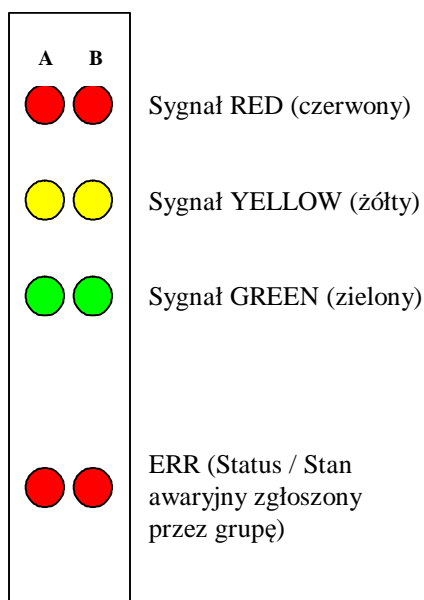 A B
Sygnał RED (czerwony)
Sygnał YELLOW (żółty)
Sygnał GREEN (zielony)
ERR (Status / Stan
awaryjny zgłoszony
przez grupę)